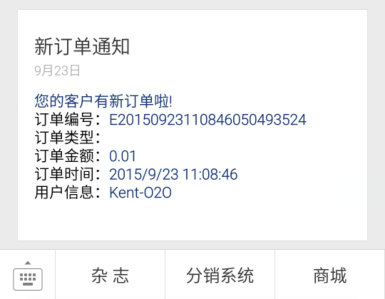 新订单通知
9月23日
您的客户有新订单啦!
订单编号：E20150923110846050493524
订单类型：
订单金额：0.01
订单时间：2015/9/23 11:08:46
用户信息：Kent-O2O
杂 志
分销系统
商城